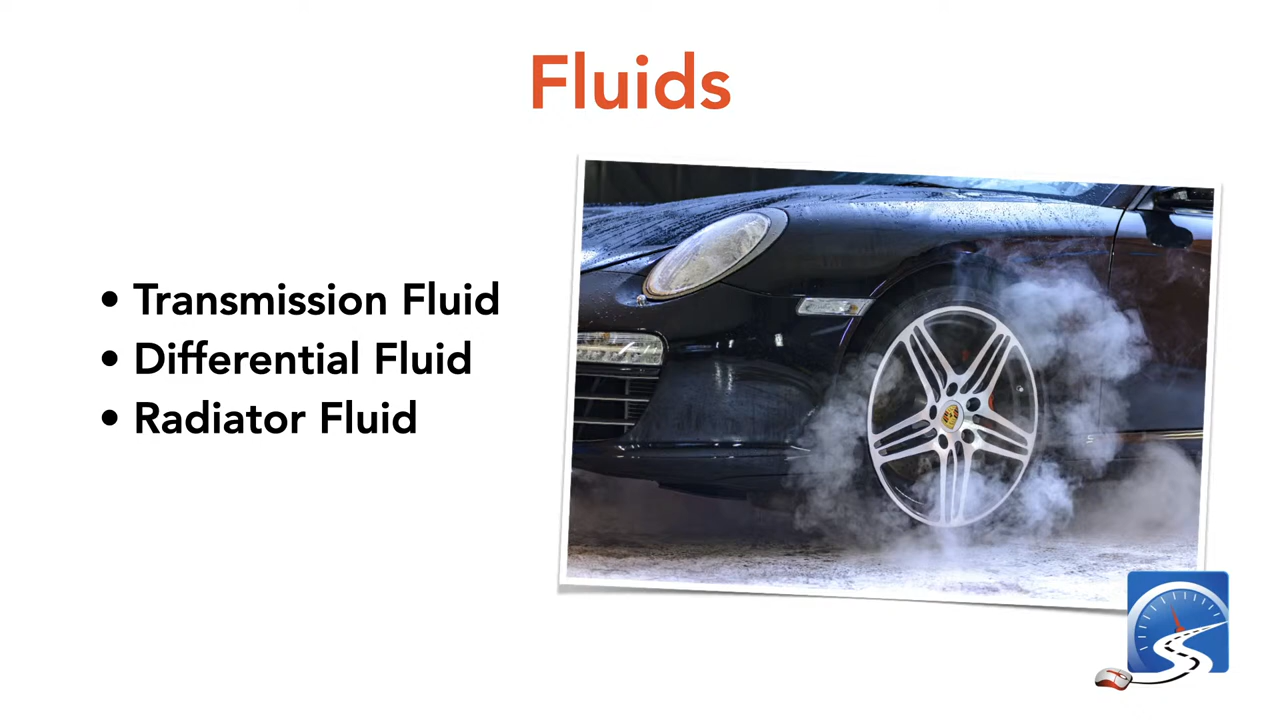 Fluids
• Transmission Fluid
• Differential Fluid
• Radiator Fluid